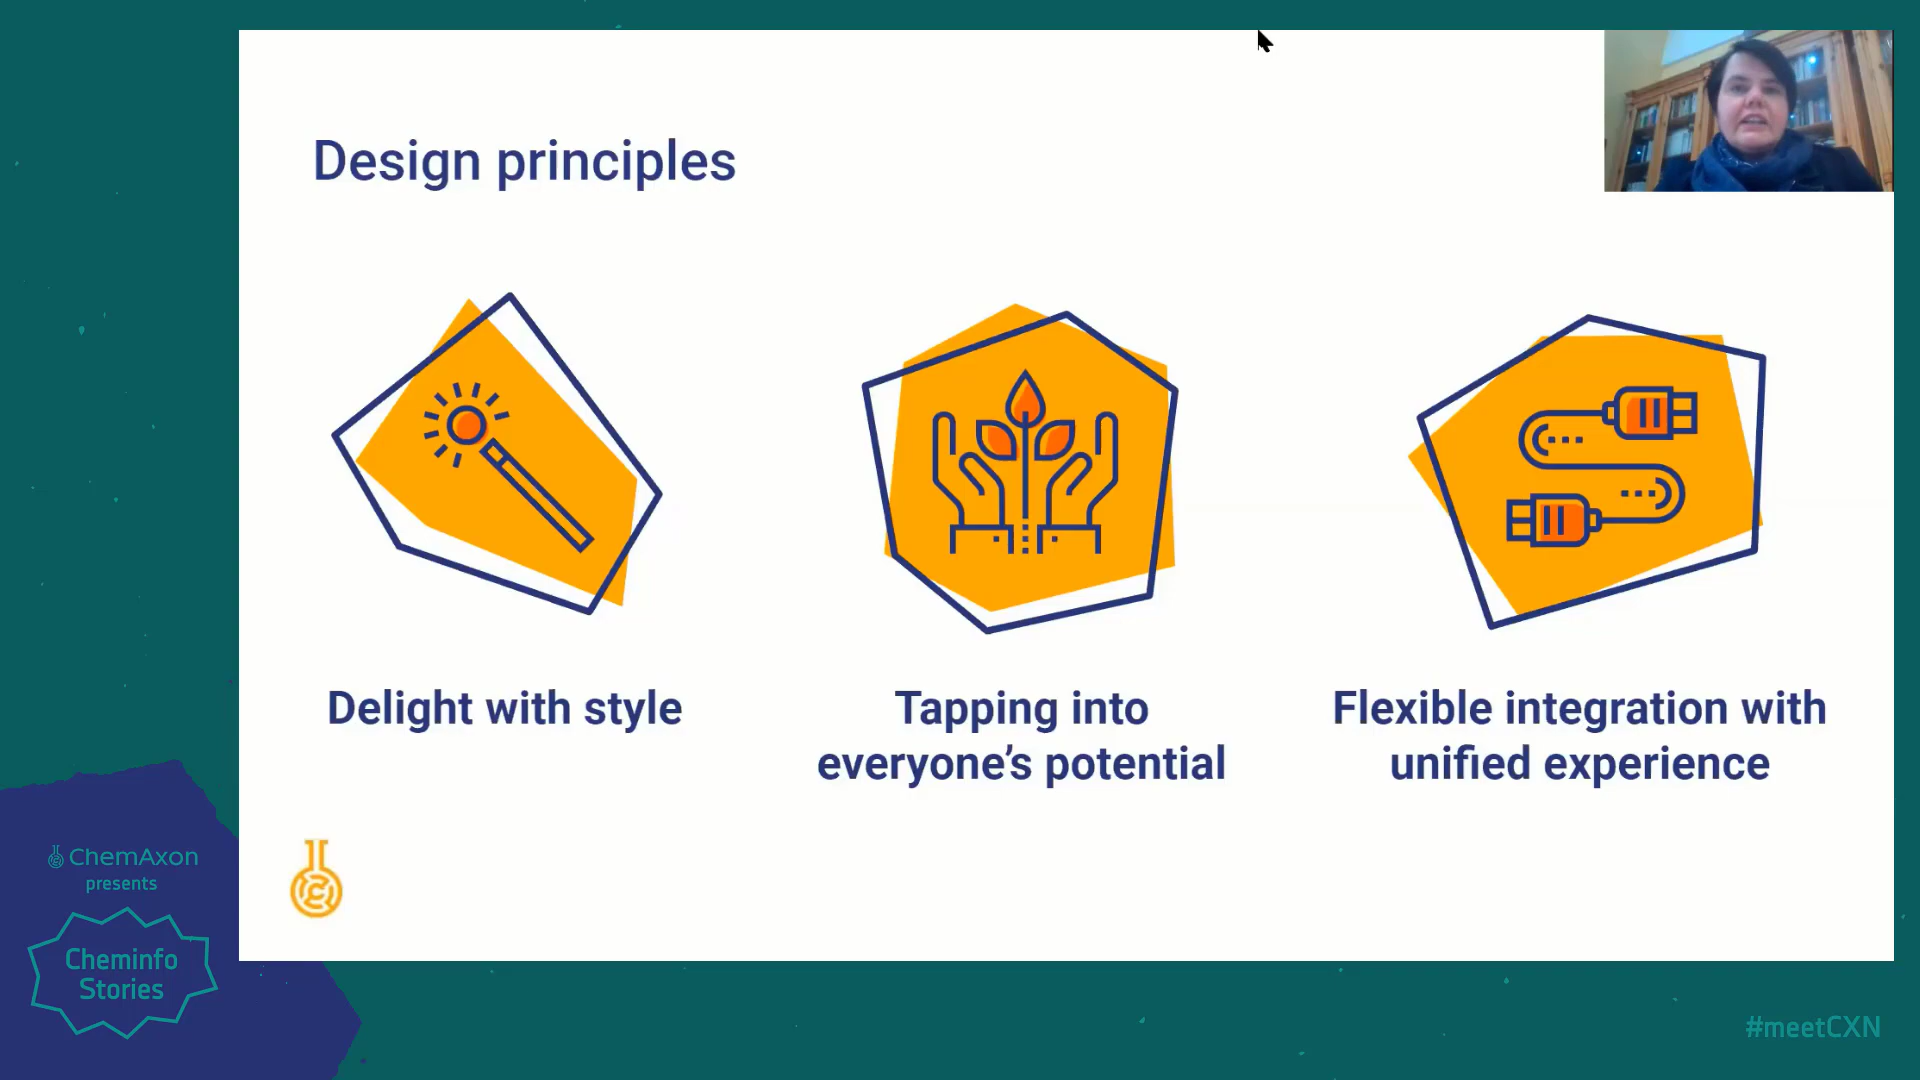 Design principles
Delight with style
Tapping into
everyone’s potential
Flexible integration with
unified experience
ChemAxon
presents
Cheminfo
Stories
#meetCXN